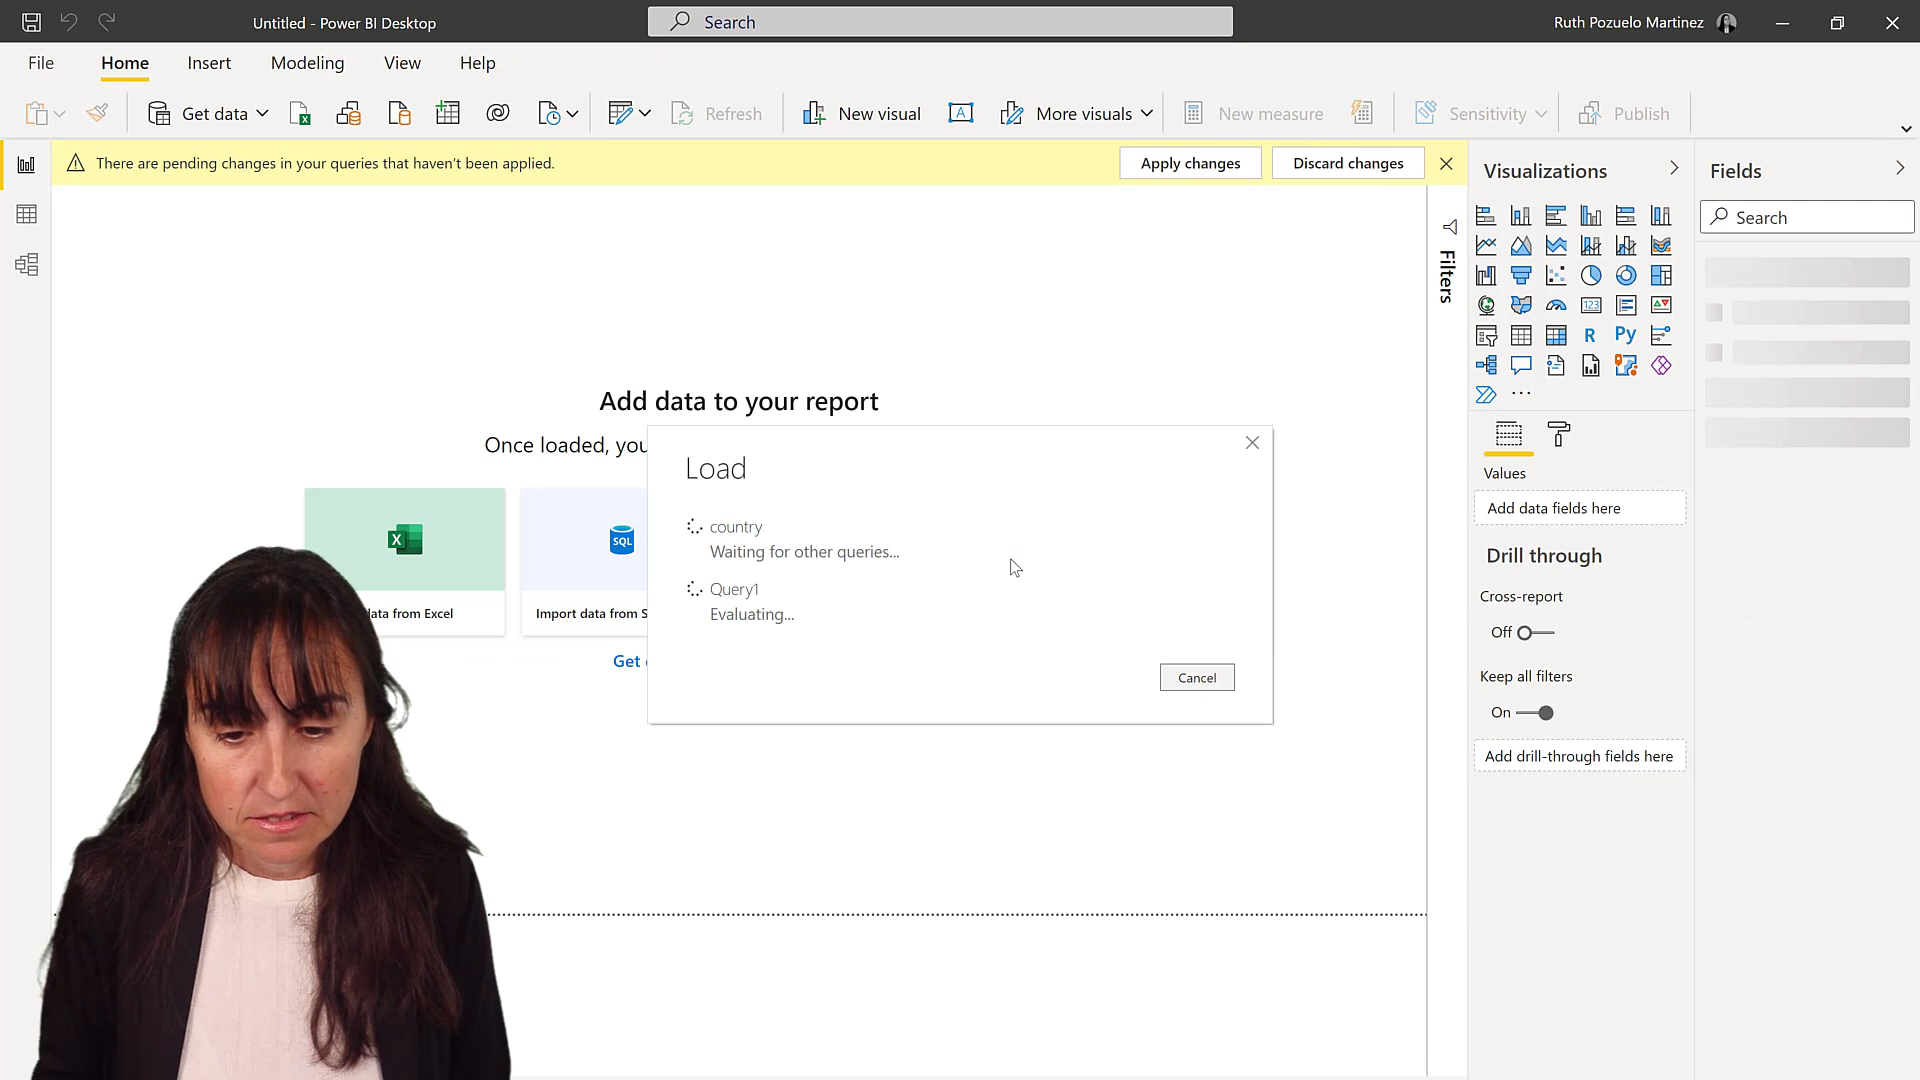 Untitled - Power BI Desktop
Search
Ruth Pozuelo Martinez
File
Home
Insert
Modeling
View
Help
Get data
Refresh
New visual
More visuals
New measure
Sensitivity
Publish
There are pending changes in your queries that haven't been applied.
Apply changes
Discard changes
Filters
Add data to your report
Once loaded, you
X
SQL
data from Excel
Import data from S
Get
Load
country
Waiting for other queries...
Query1
Evaluating...
Cancel
Visualizations
123
R
Py
...
Values
Add data fields here
Drill through
Cross-report
Off
Keep all filters
On
Add drill-through fields here
Fields
Search